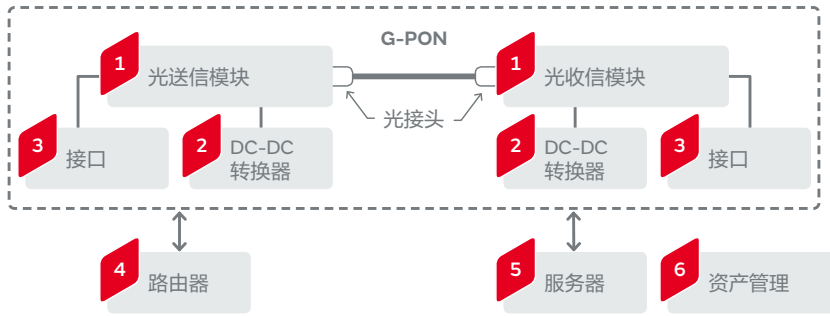 G-PON
1
光送信模块
1
光收信模块
光接头
3
接口
2
DC-DC
转换器
2
DC-DC
转换器
3
接口
4
路由器
5
服务器
6
资产管理